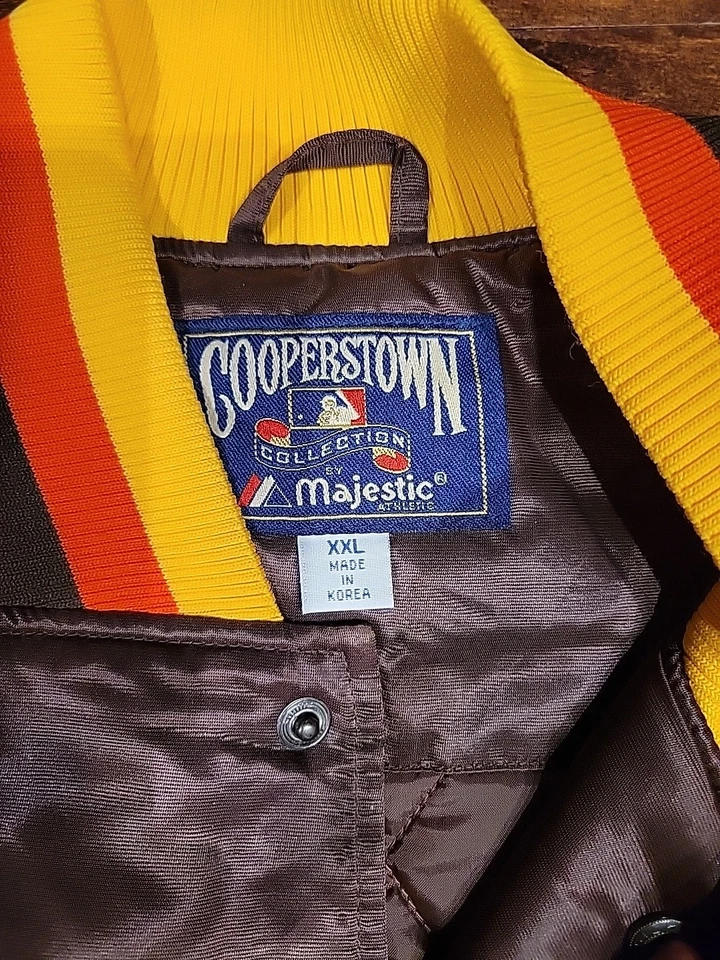 COOPERSTOWN
COLLECTION
BY
Majestic®
ATHLETIC
XXL
MADE
IN
KOREA